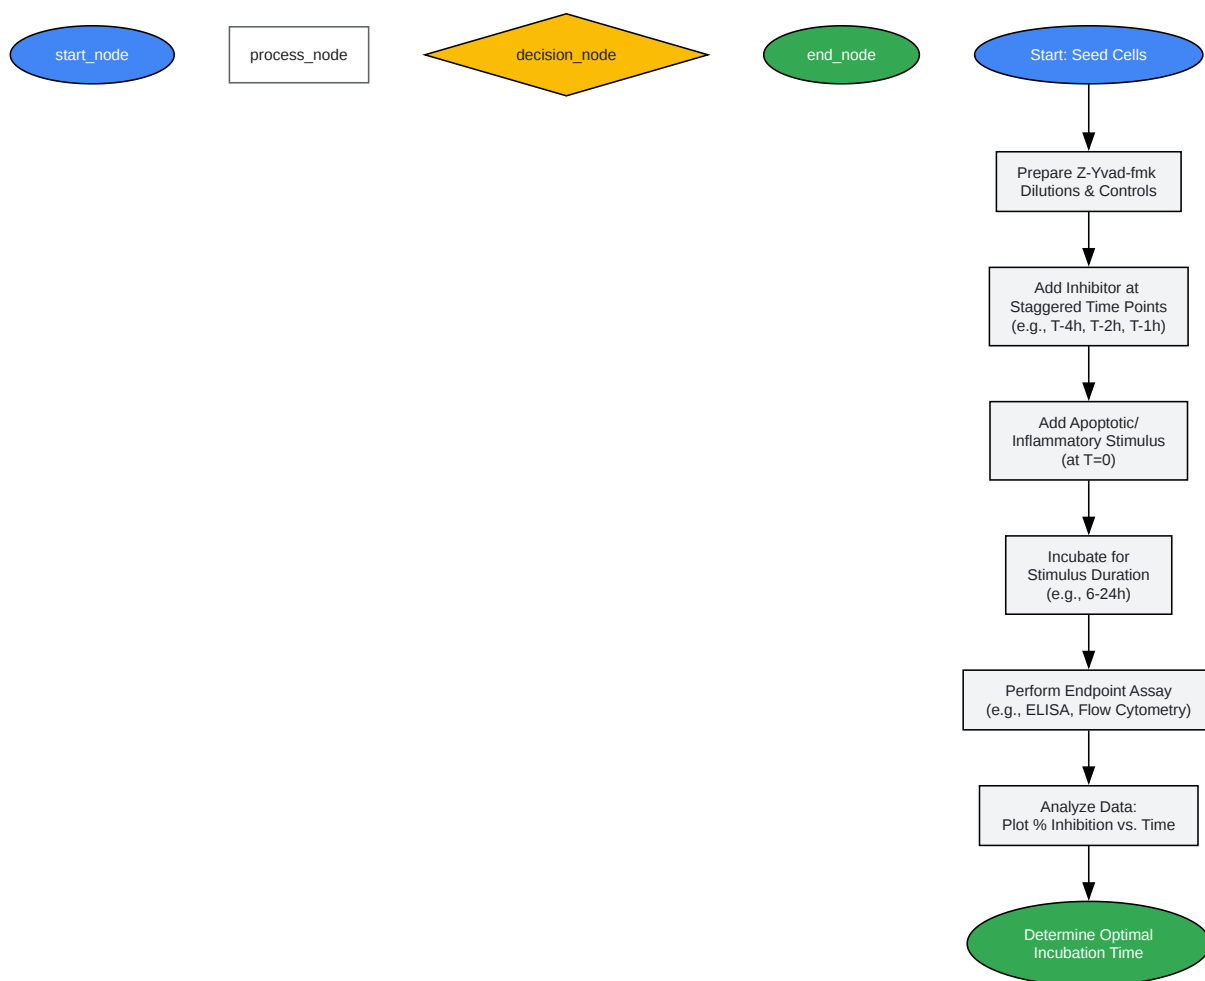 start_node
process_node
decision_node
end_node
Start: Seed Cells
Prepare Z-Yvad-fmk
Dilutions & Controls
Add Inhibitor at
Staggered Time Points
(e.g., T-4h, T-2h, T-1h)
Add Apoptotic/
Inflammatory Stimulus
(at T=0)
Incubate for
Stimulus Duration
(e.g., 6-24h)
Perform Endpoint Assay
(e.g., ELISA, Flow Cytometry)
Analyze Data:
Plot % Inhibition vs. Time
Determine Optimal
Incubation Time